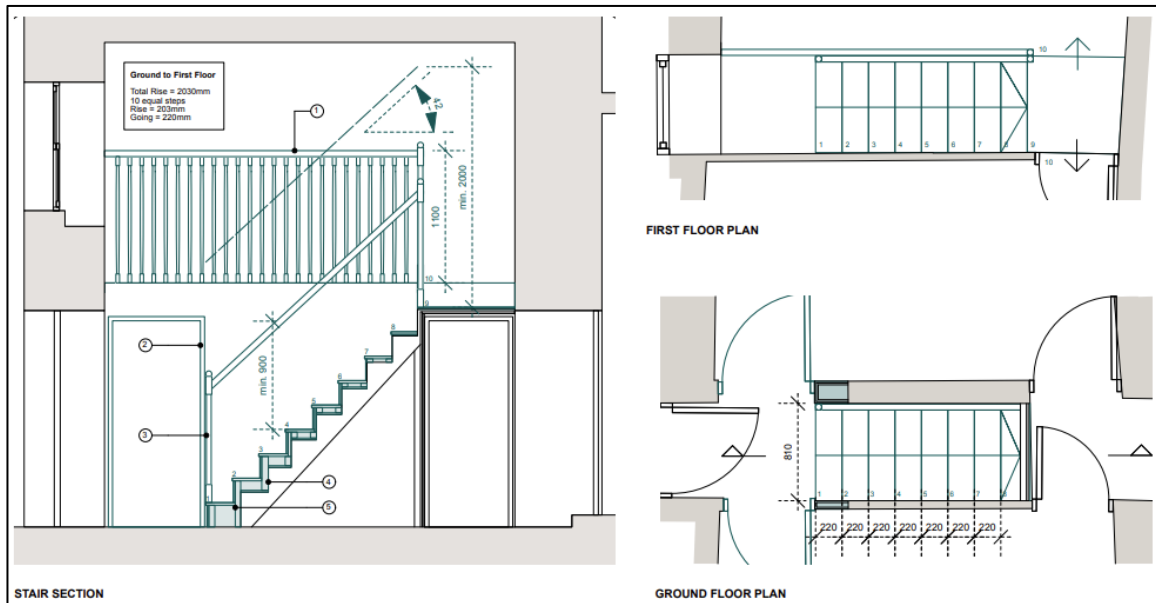 Ground to First Floor
Total Rise = 2030mm
10 equal steps
Rise = 203mm
Going = 220mm
1
42
min. 2000
1100
10
9
8
2
7
min. 900
6
5
3
4
3
2
4
1
5
STAIR SECTION
10
1 2 3 4 5 6 7 8 9
10
FIRST FLOOR PLAN
810
1 2 3 4 5 6 7 8
220 220 220 220 220 220 220
GROUND FLOOR PLAN